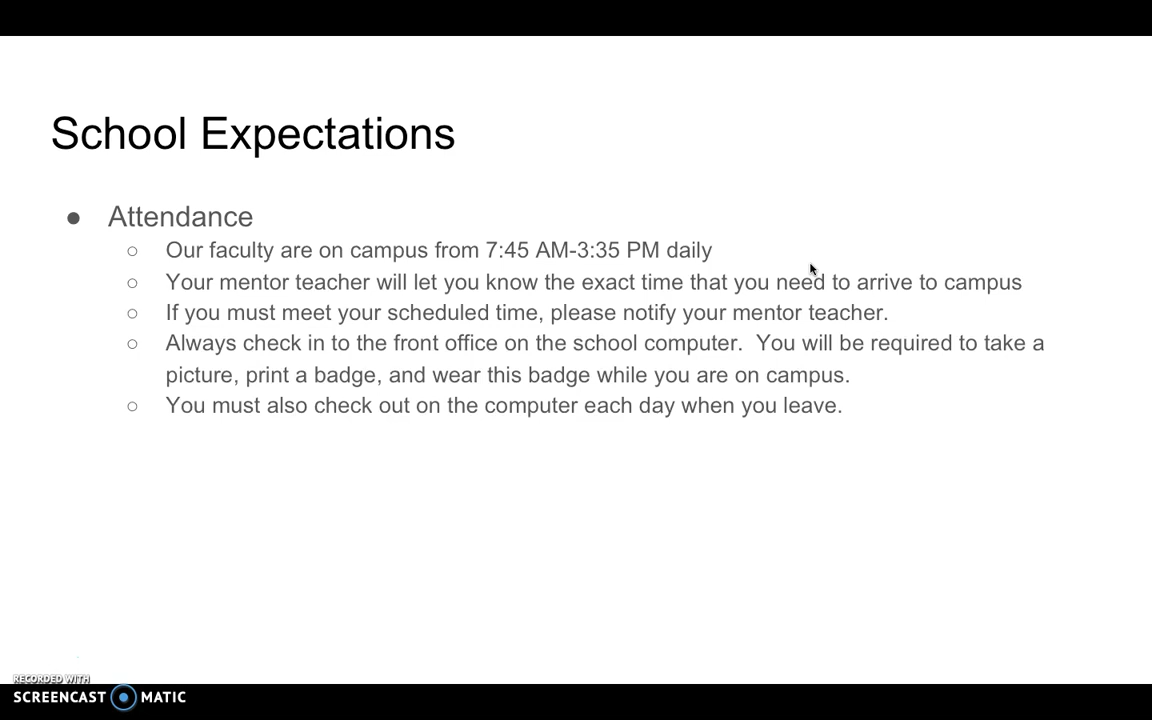 School Expectations
● Attendance
○ Our faculty are on campus from 7:45 AM-3:35 PM daily
○ Your mentor teacher will let you know the exact time that you need to arrive to campus
○ If you must meet your scheduled time, please notify your mentor teacher.
○ Always check in to the front office on the school computer.  You will be required to take a
picture, print a badge, and wear this badge while you are on campus.
○ You must also check out on the computer each day when you leave.
RECORDED WITH
SCREENCAST MATIC